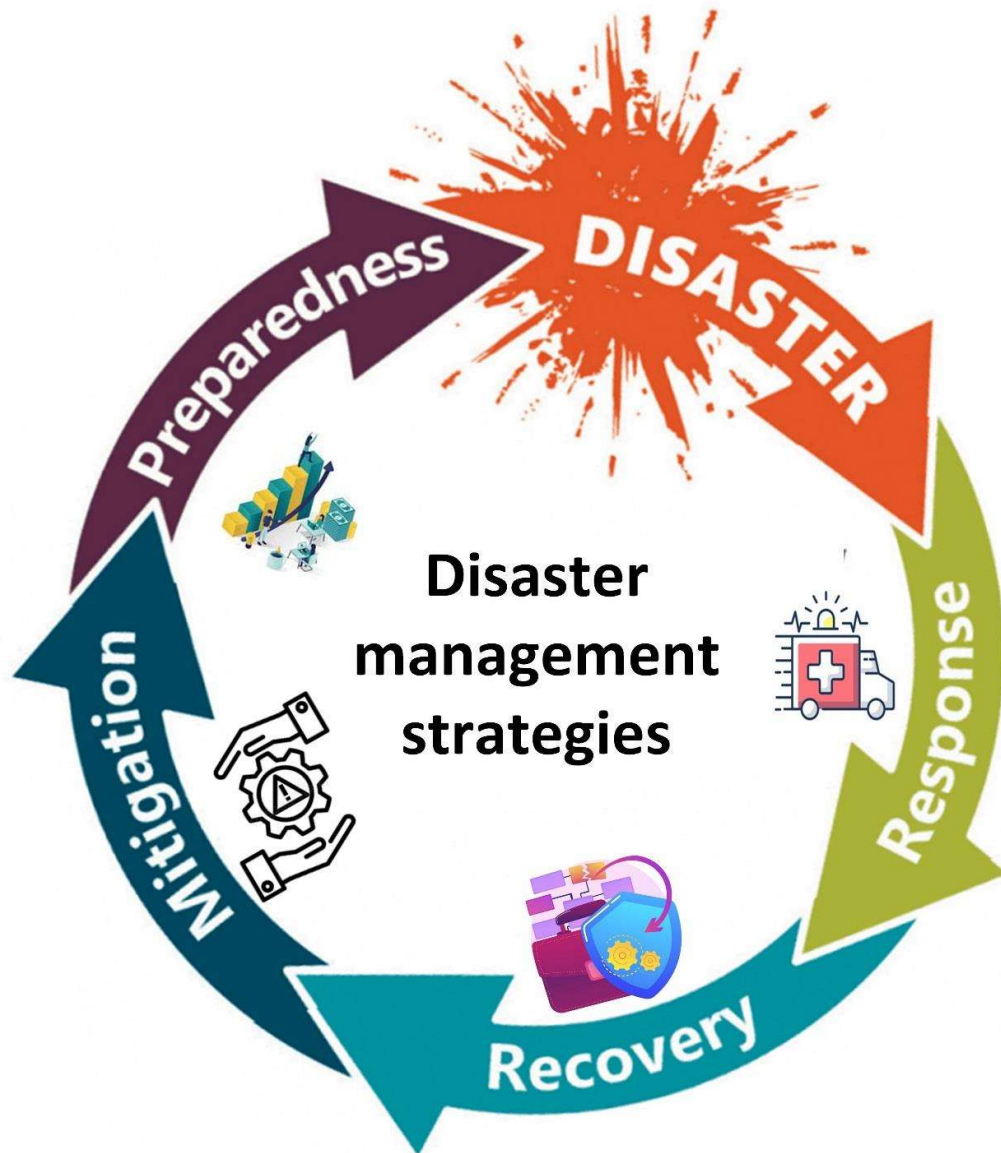 DISASTER
Response
Recovery
Mitigation
Preparedness
Disaster
management
strategies